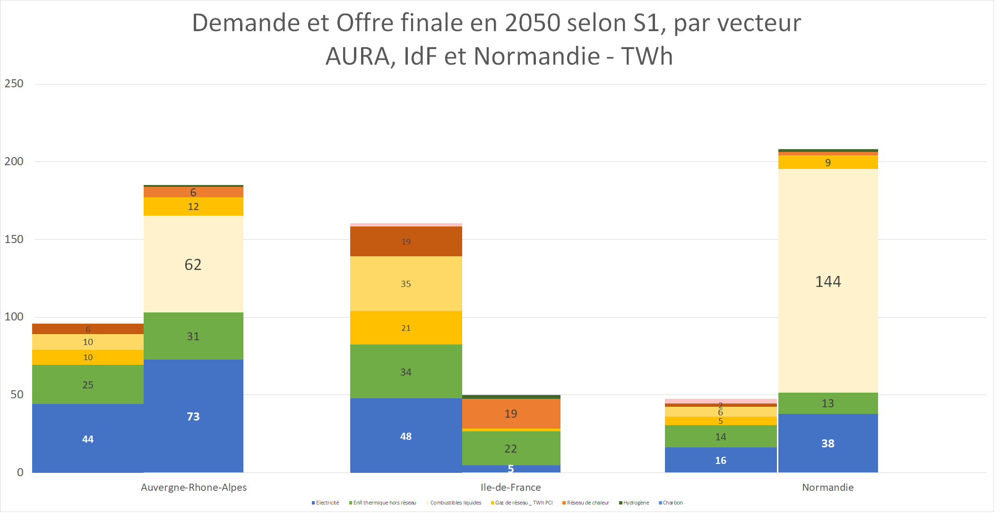 Demande et Offre finale en 2050 selon S1, par vecteur
AURA, IdF et Normandie - TWh
250
200
150
100
50
0
6
10
10
25
44
6
12
62
31
73
19
35
21
34
48
19
22
5
2
6
5
14
16
9
144
13
38
Auvergne-Rhone-Alpes
Ile-de-France
Normandie
Electricité
EnR thermique hors réseau
Combustibles liquides
Gaz de réseau _ TWh PCI
Réseau de chaleur
Hydrogène
Charbon